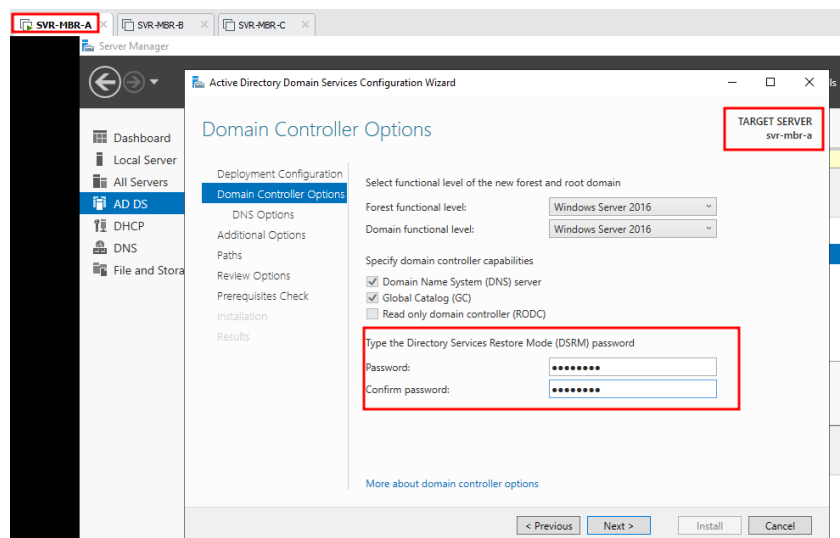 SVR-MBR-A
SVR-MBR-B
SVR-MBR-C
Server Manager
Active Directory Domain Services Configuration Wizard
Domain Controller Options
TARGET SERVER
svr-mbr-a
Dashboard
Local Server
All Servers
AD DS
DHCP
DNS
File and Stora
Deployment Configuration
Domain Controller Options
DNS Options
Additional Options
Paths
Review Options
Prerequisites Check
Installation
Results
Select functional level of the new forest and root domain
Forest functional level: Windows Server 2016
Domain functional level: Windows Server 2016
Specify domain controller capabilities
Domain Name System (DNS) server
Global Catalog (GC)
Read only domain controller (RODC)
Type the Directory Services Restore Mode (DSRM) password
Password: ●●●●●●●●
Confirm password: ●●●●●●●●
More about domain controller options
< Previous Next > Install Cancel